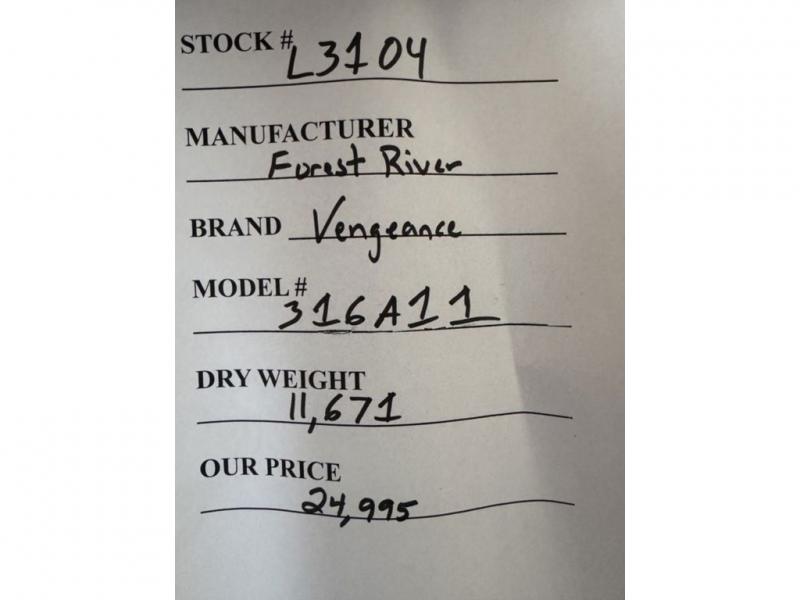 STOCK # L3104
MANUFACTURER
Forest River
BRAND Vengeance
MODEL #
316A11
DRY WEIGHT
11,671
OUR PRICE
24,995